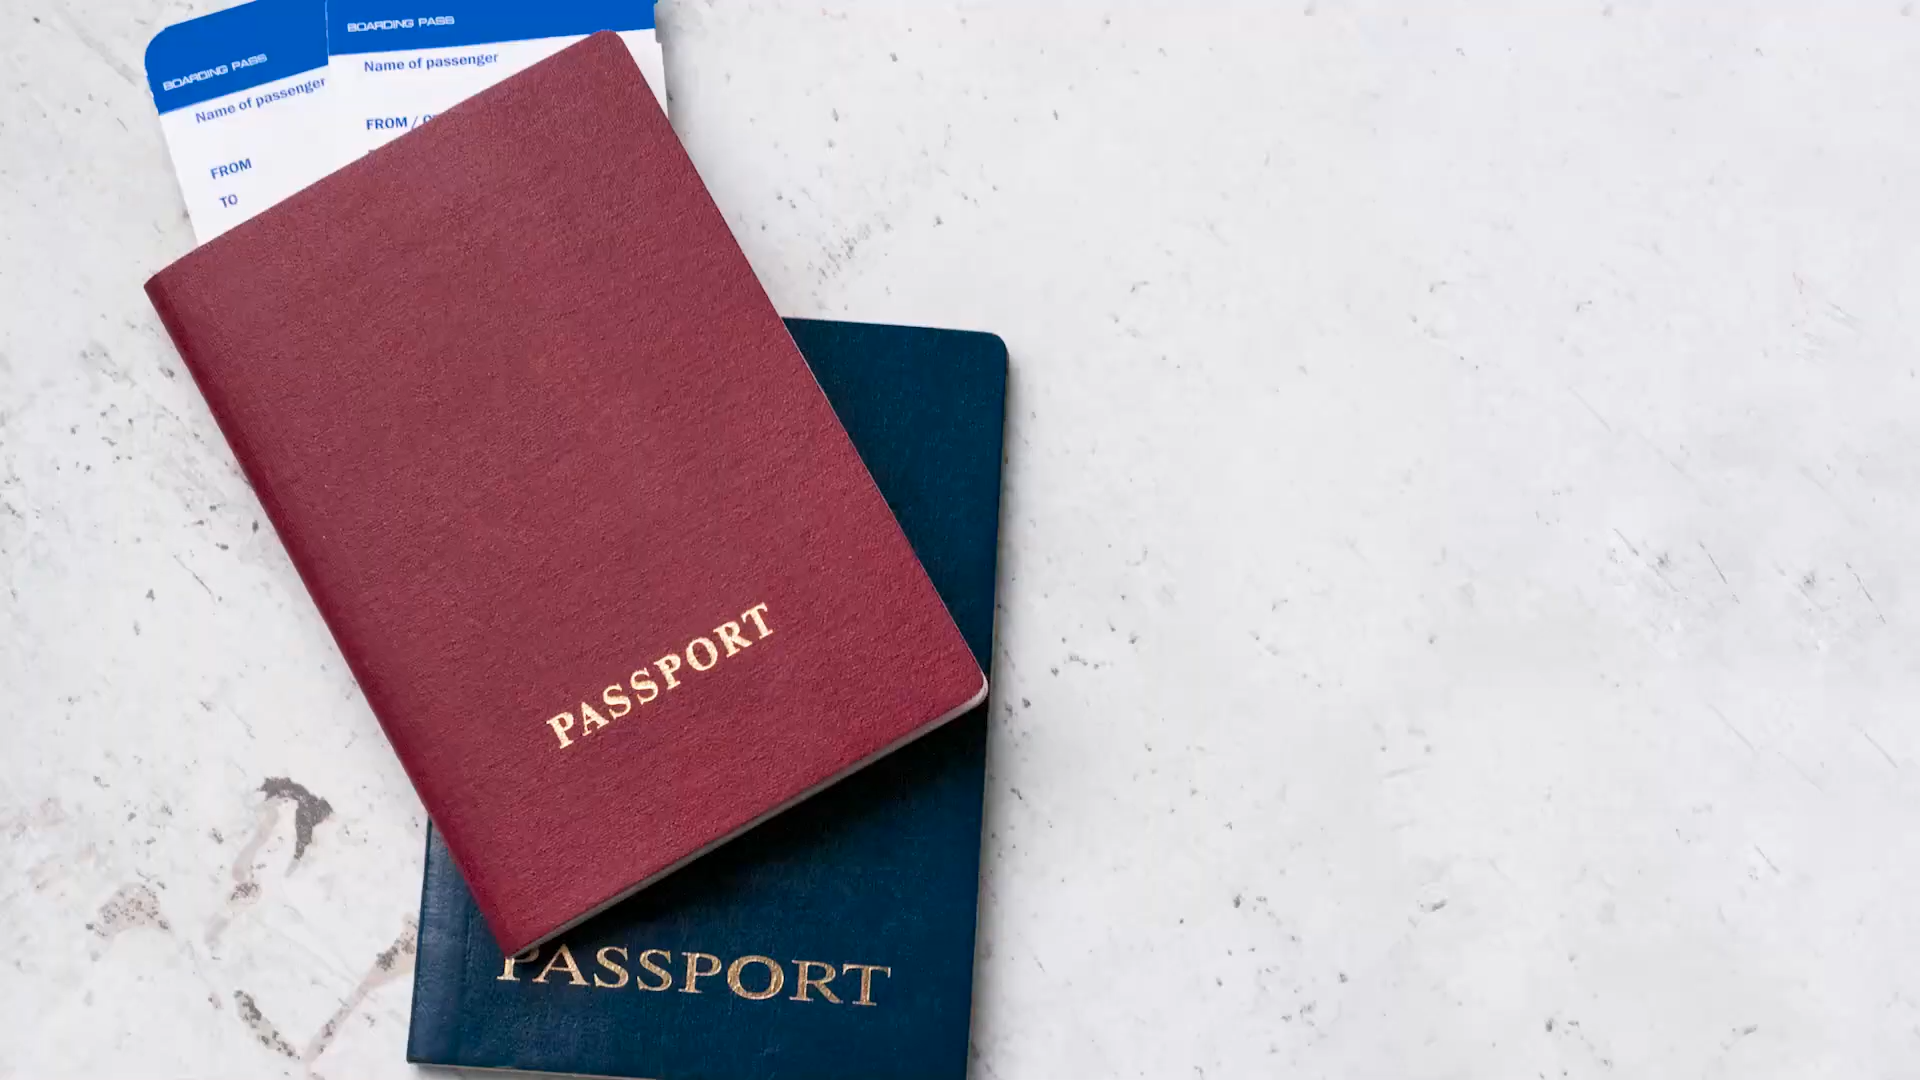 BOARDING PASS
Name of passenger
FROM
TO
BOARDING PASS
Name of passenger
FROM /
PASSPORT
PASSPORT